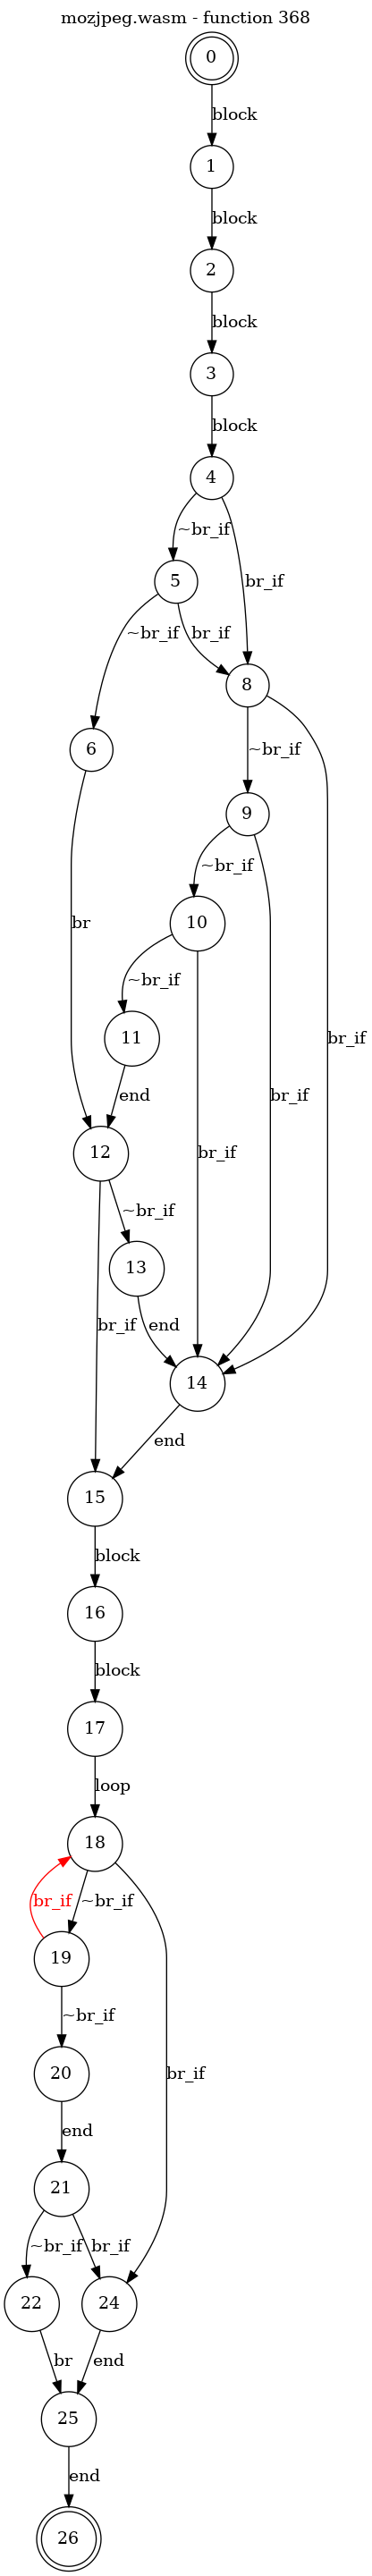 mozjpeg.wasm - function 368
0
block
1
block
2
block
3
block
4
~br_if
br_if
5
~br_if
br_if
8
6
~br_if
br_if
9
~br_if
br_if
10
br
~br_if
br_if
11
end
12
~br_if
br_if
13
end
14
end
15
block
16
block
17
loop
18
br_if
~br_if
br_if
19
~br_if
20
end
21
~br_if
br_if
22
24
br
end
25
end
26